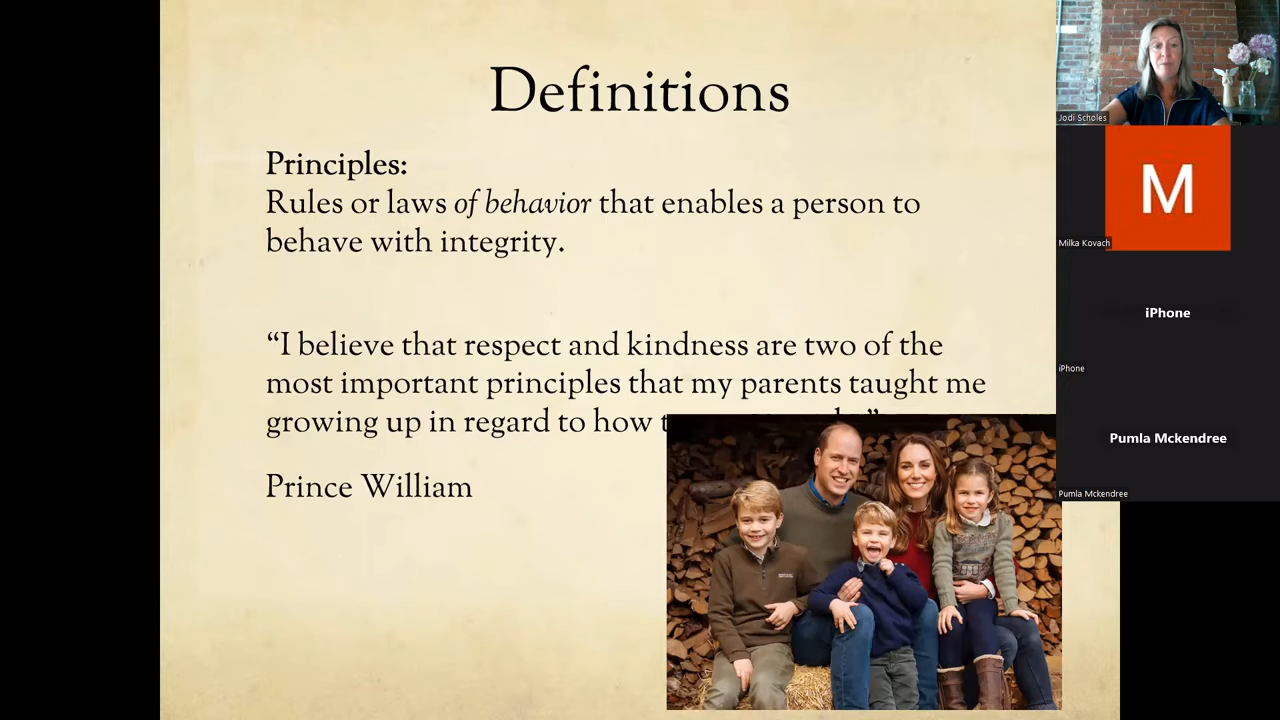 Definitions
Principles:
Rules or laws of behavior that enables a person to
behave with integrity.
“I believe that respect and kindness are two of the
most important principles that my parents taught me
growing up in regard to how
Prince William
Jodi Scholes
M
Milka Kovach
iPhone
iPhone
Pumla Mckendree
Pumla Mckendree